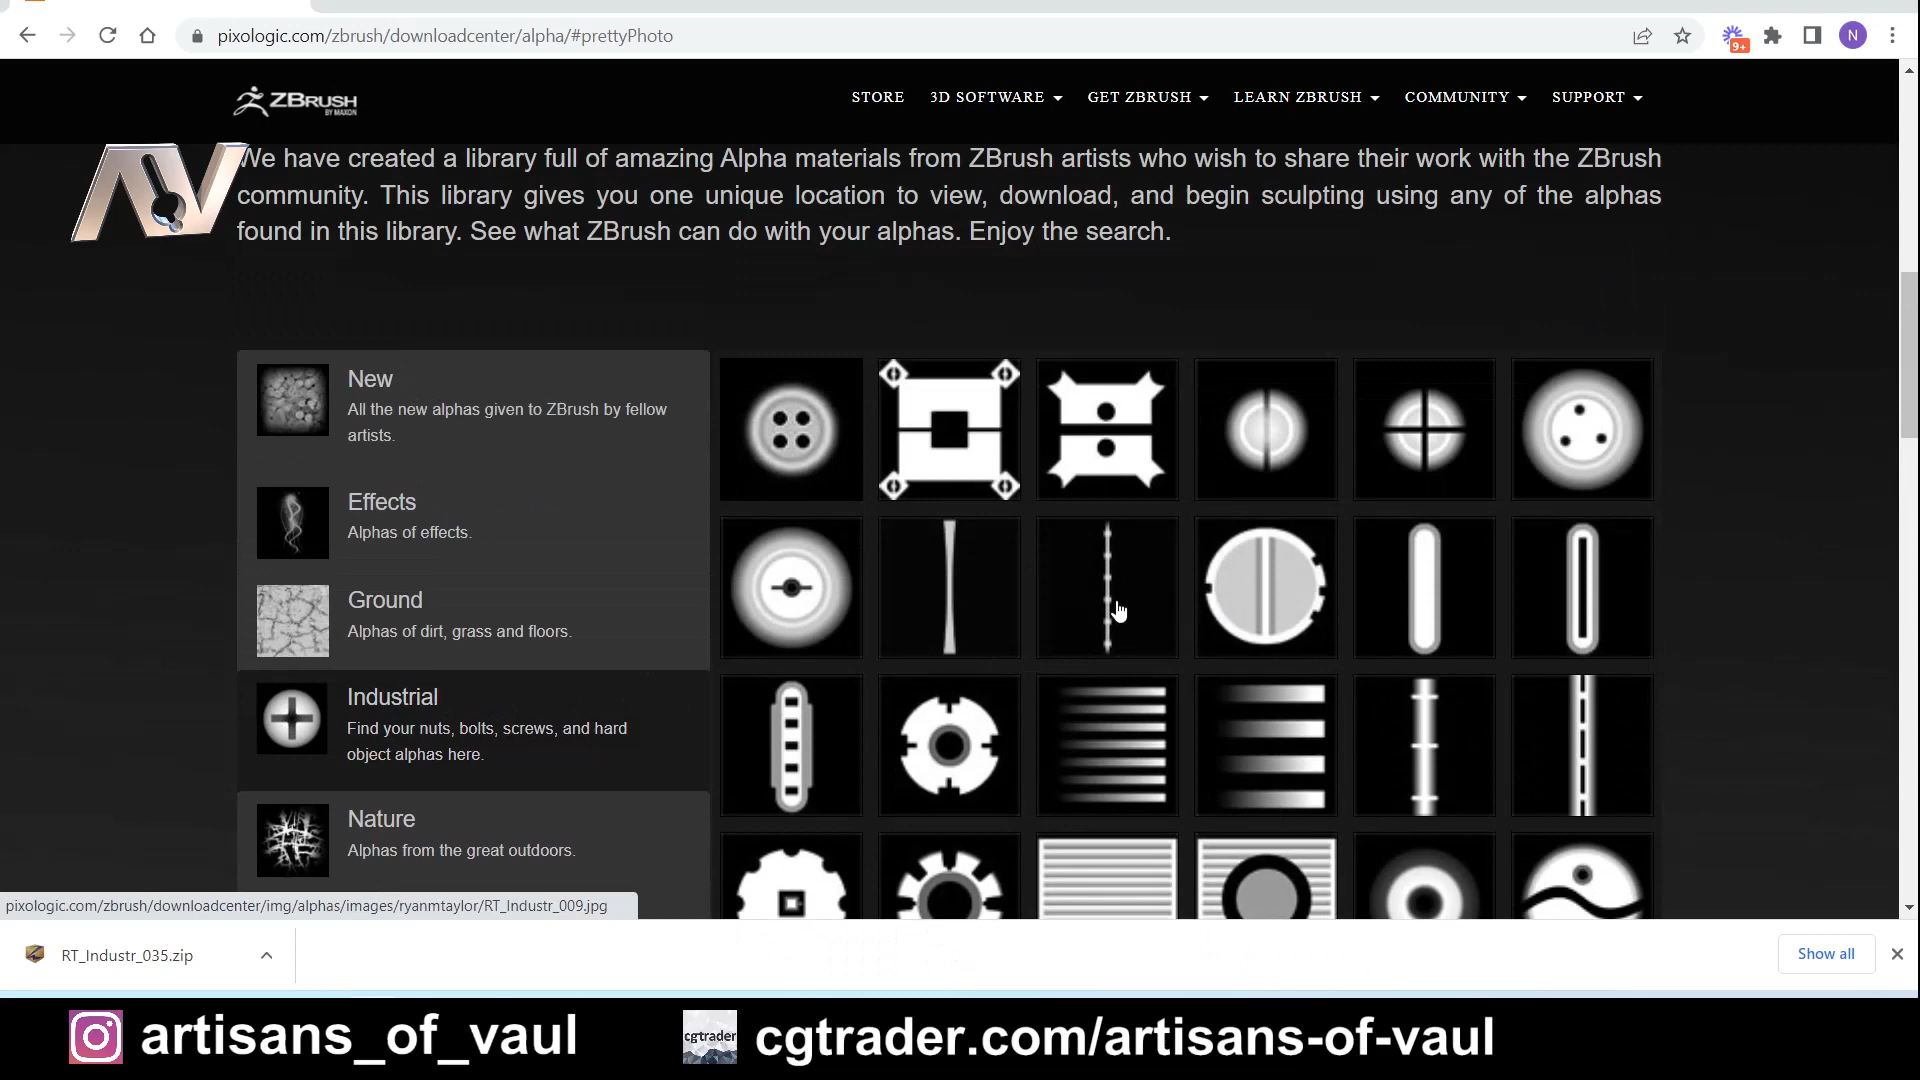 pixologic.com/zbrush/downloadcenter/alpha/#prettyPhoto
9+
N
ZBRUSH
BY MAXON
STORE
3D SOFTWARE
GET ZBRUSH
LEARN ZBRUSH
COMMUNITY
SUPPORT
AV
We have created a library full of amazing Alpha materials from ZBrush artists who wish to share their work with the ZBrush
community. This library gives you one unique location to view, download, and begin sculpting using any of the alphas
found in this library. See what ZBrush can do with your alphas. Enjoy the search.
New
All the new alphas given to ZBrush by fellow
artists.
Effects
Alphas of effects.
Ground
Alphas of dirt, grass and floors.
Industrial
Find your nuts, bolts, screws, and hard
object alphas here.
Nature
Alphas from the great outdoors.
pixologic.com/zbrush/downloadcenter/img/alphas/images/ryanmtaylor/RT_Industr_009.jpg
RT_Industr_035.zip
Show all
artisans_of_vaul
cgtrader
cgtrader.com/artisans-of-vaul